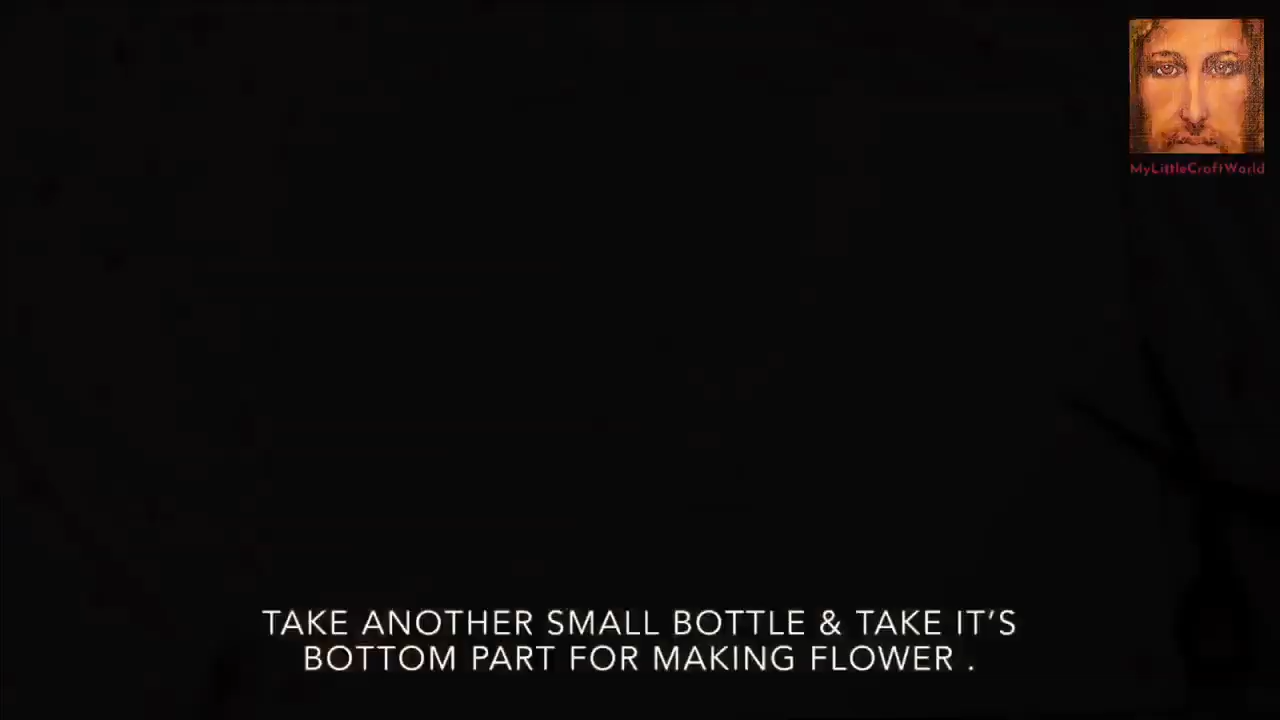 MyLittleCraftWorld
TAKE ANOTHER SMALL BOTTLE & TAKE IT’S
BOTTOM PART FOR MAKING FLOWER .